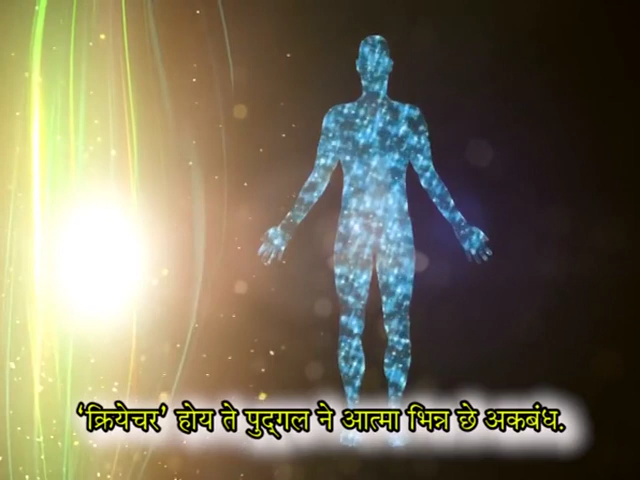 ‘क्रियेचर’ होय ते पुद्गल ने आत्मा भिन्न छे अकबंध.